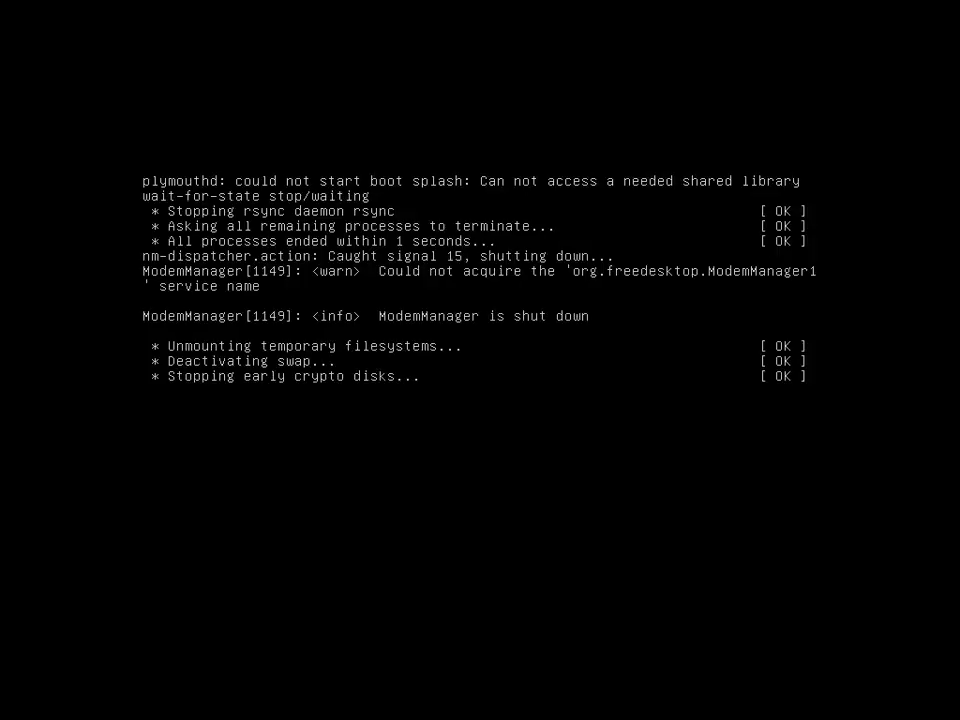 plymouthd: could not start boot splash: Can not access a needed shared library
wait-for-state stop/waiting
 * Stopping rsync daemon rsync [ OK ]
 * Asking all remaining processes to terminate... [ OK ]
 * All processes ended within 1 seconds... [ OK ]
nm-dispatcher.action: Caught signal 15, shutting down...
ModemManager[1149]: <warn>  Could not acquire the 'org.freedesktop.ModemManager1
' service name
ModemManager[1149]: <info>  ModemManager is shut down
 * Unmounting temporary filesystems... [ OK ]
 * Deactivating swap... [ OK ]
 * Stopping early crypto disks... [ OK ]